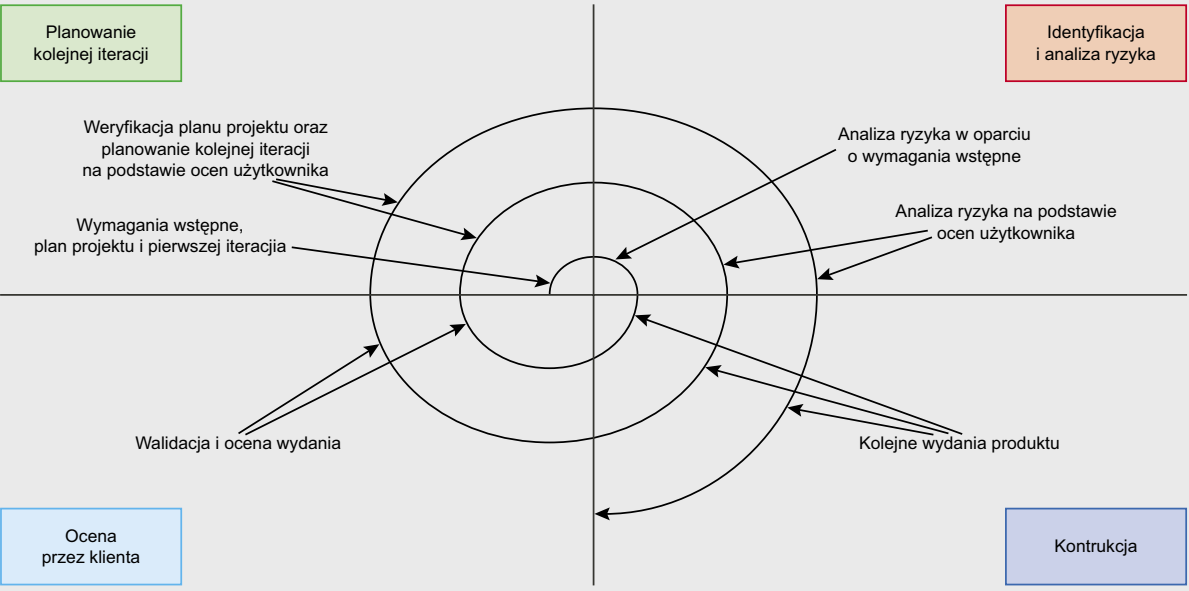 Planowanie
kolejnej iteracji
Identyfikacja
i analiza ryzyka
Weryfikacja planu projektu oraz
planowanie kolejnej iteracji
na podstawie ocen użytkownika
Analiza ryzyka w oparciu
o wymagania wstępne
Wymagania wstępne,
plan projektu i pierwszej iteracjia
Analiza ryzyka na podstawie
ocen użytkownika
Walidacja i ocena wydania
Kolejne wydania produktu
Ocena
przez klienta
Kontrukcja